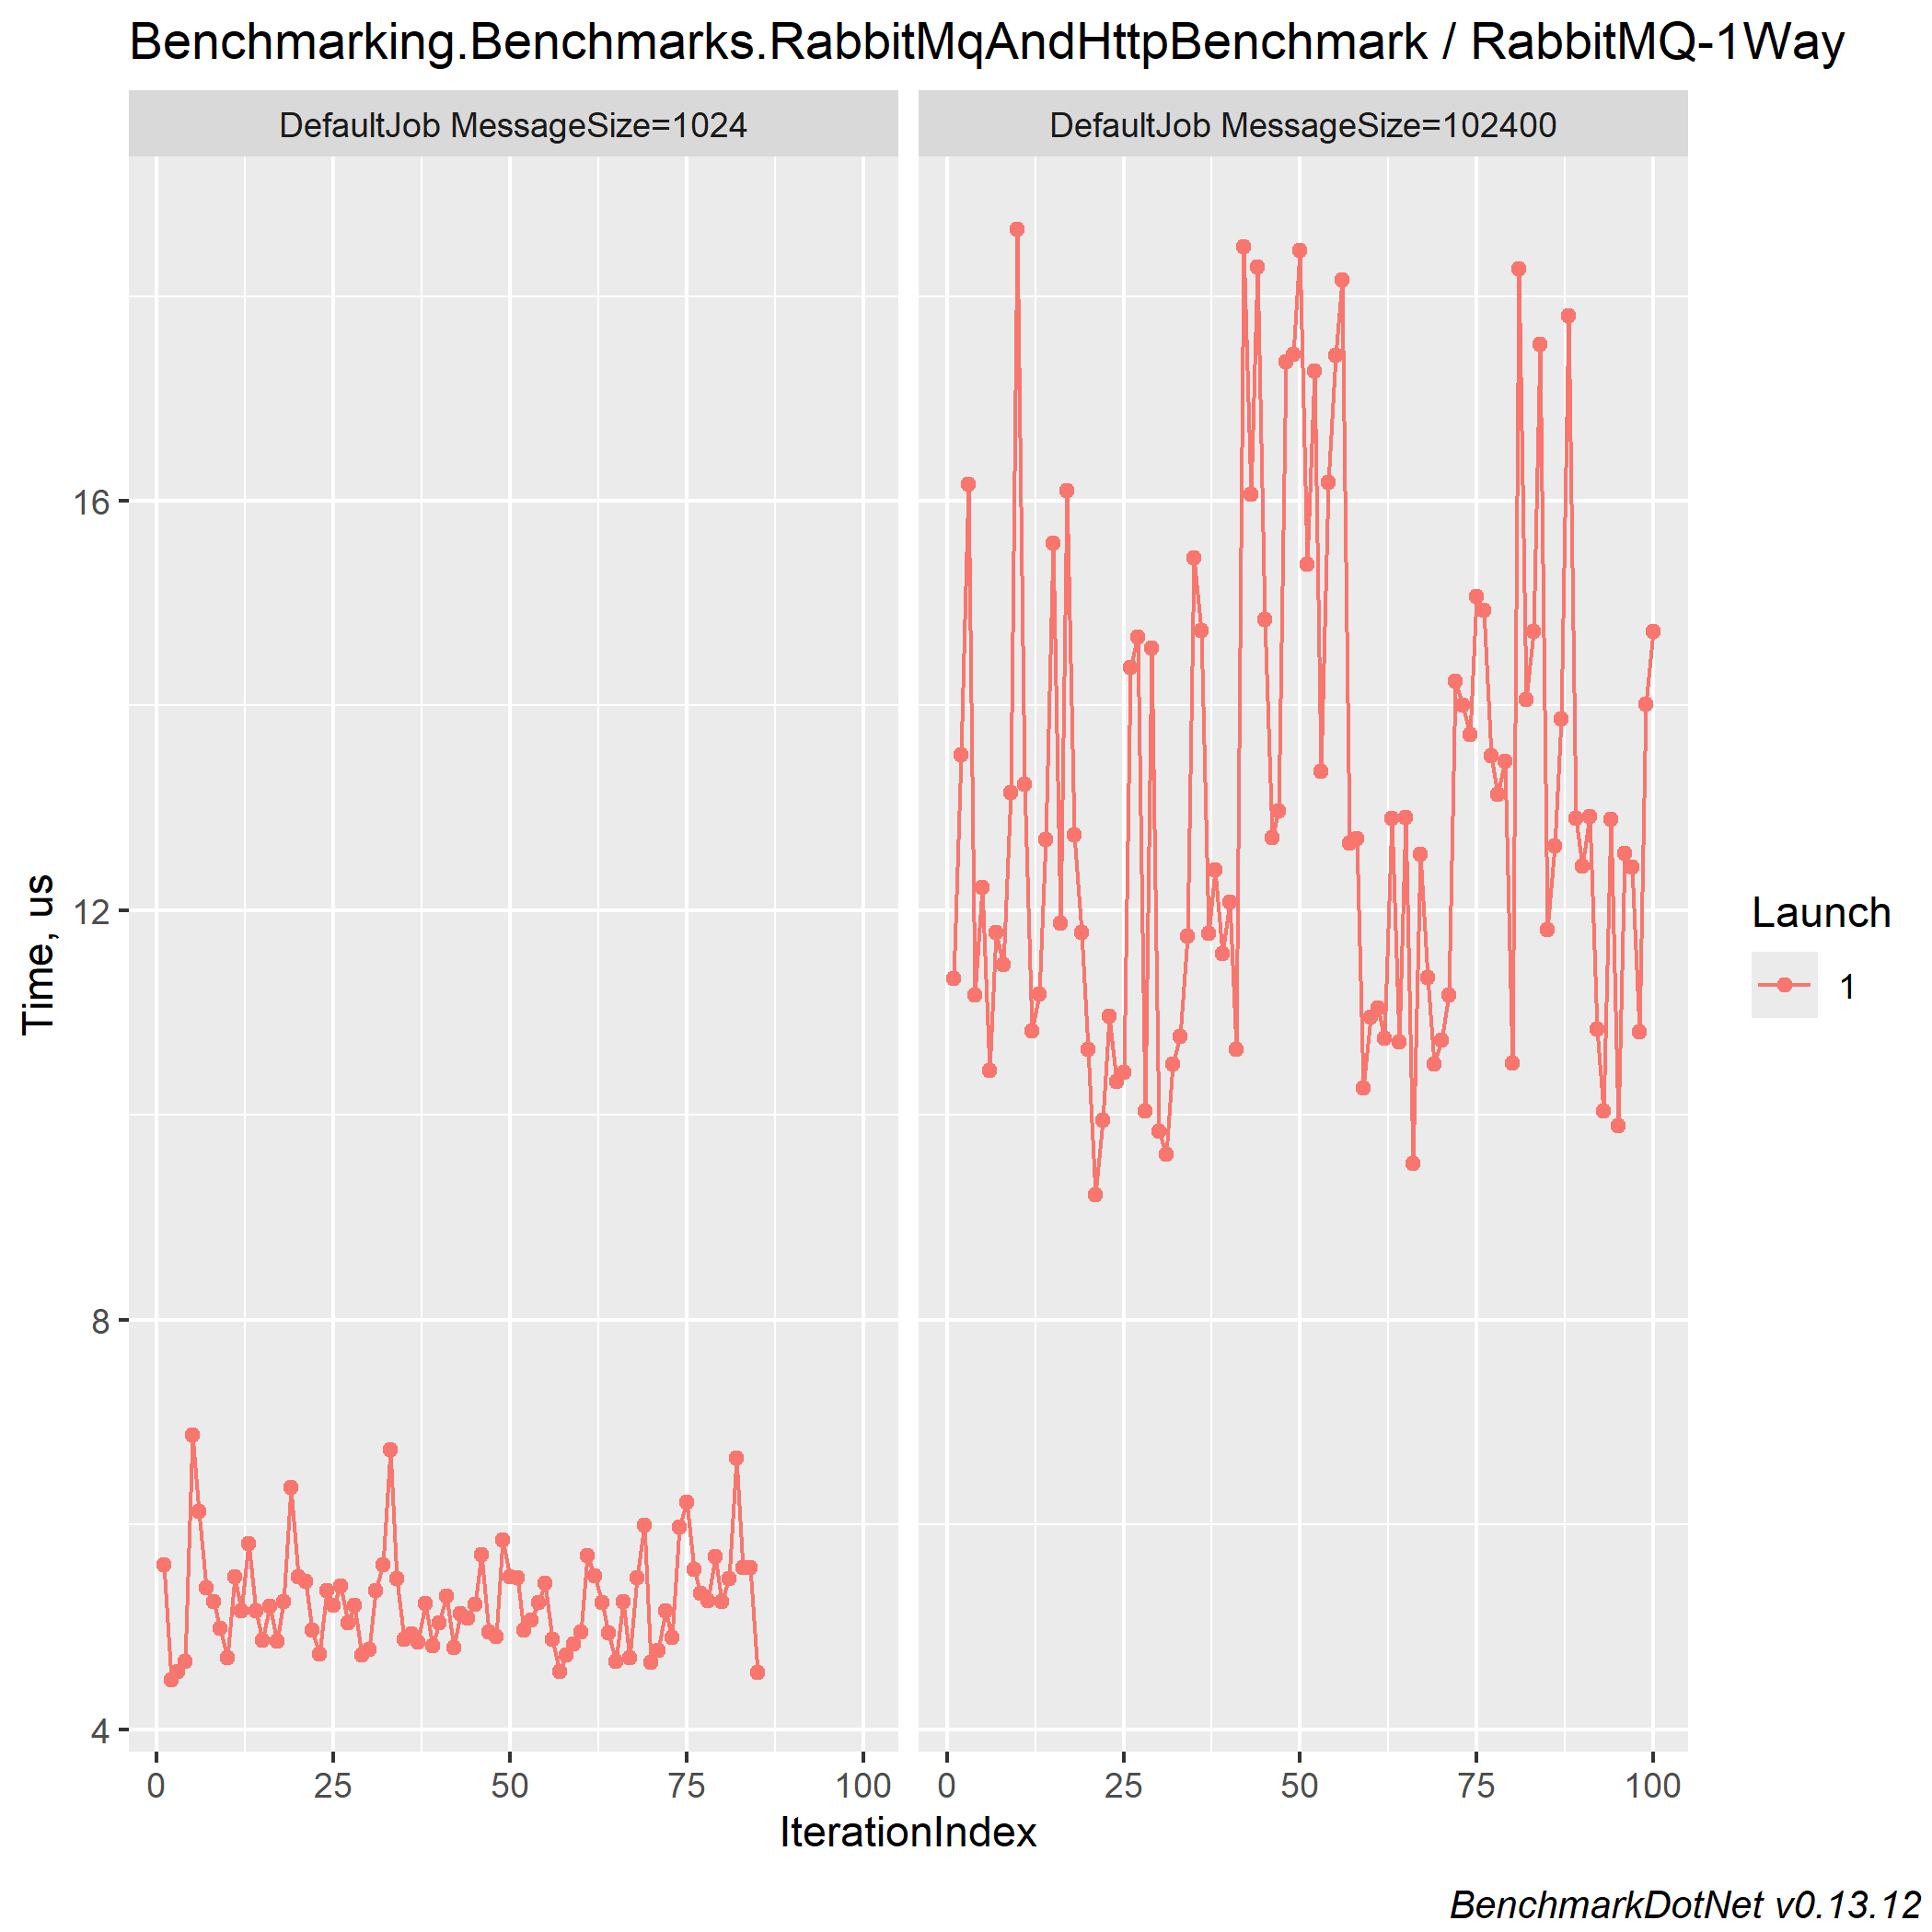 Benchmarking.Benchmarks.RabbitMqAndHttpBenchmark / RabbitMQ-1Way
DefaultJob MessageSize=1024
DefaultJob MessageSize=102400
16
12
8
4
Time, us
0 25 50 75 100
0 25 50 75 100
IterationIndex
Launch
1
BenchmarkDotNet v0.13.12